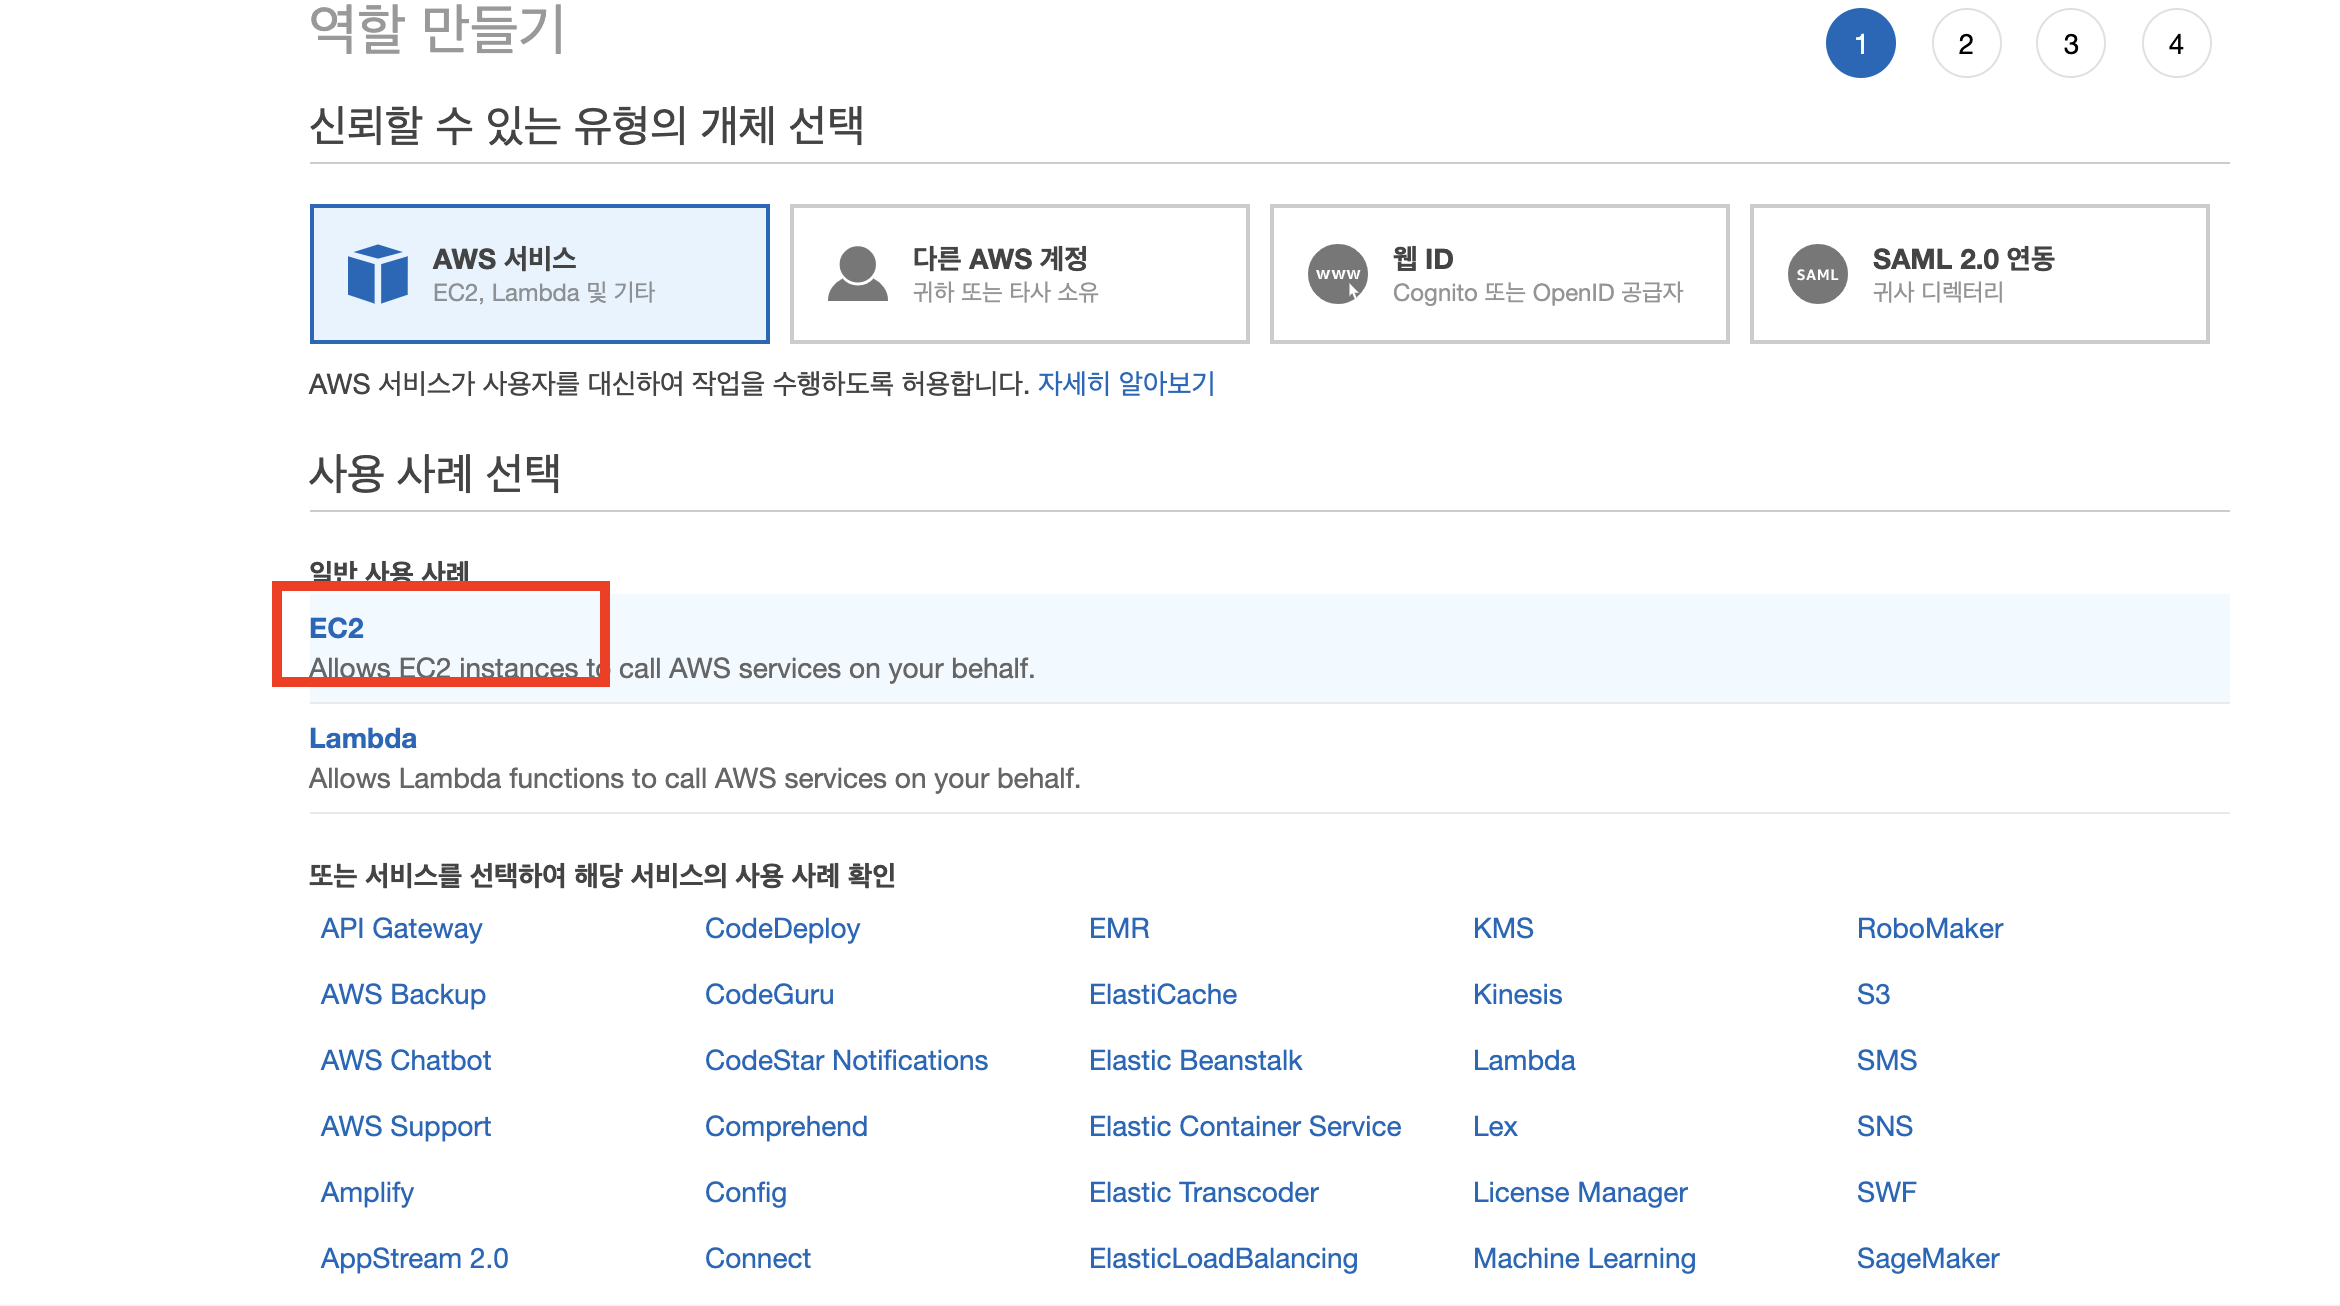 역할 만들기
1 2 3 4
신뢰할 수 있는 유형의 개체 선택
AWS 서비스
EC2, Lambda 및 기타
다른 AWS 계정
귀하 또는 타사 소유
WWW
웹 ID
Cognito 또는 OpenID 공급자
SAML
SAML 2.0 연동
귀사 디렉터리
AWS 서비스가 사용자를 대신하여 작업을 수행하도록 허용합니다. 자세히 알아보기
사용 사례 선택
일반 사용 사례
EC2
Allows EC2 instances to call AWS services on your behalf.
Lambda
Allows Lambda functions to call AWS services on your behalf.
또는 서비스를 선택하여 해당 서비스의 사용 사례 확인
API Gateway CodeDeploy EMR KMS RoboMaker
AWS Backup CodeGuru ElastiCache Kinesis S3
AWS Chatbot CodeStar Notifications Elastic Beanstalk Lambda SMS
AWS Support Comprehend Elastic Container Service Lex SNS
Amplify Config Elastic Transcoder License Manager SWF
AppStream 2.0 Connect ElasticLoadBalancing Machine Learning SageMaker